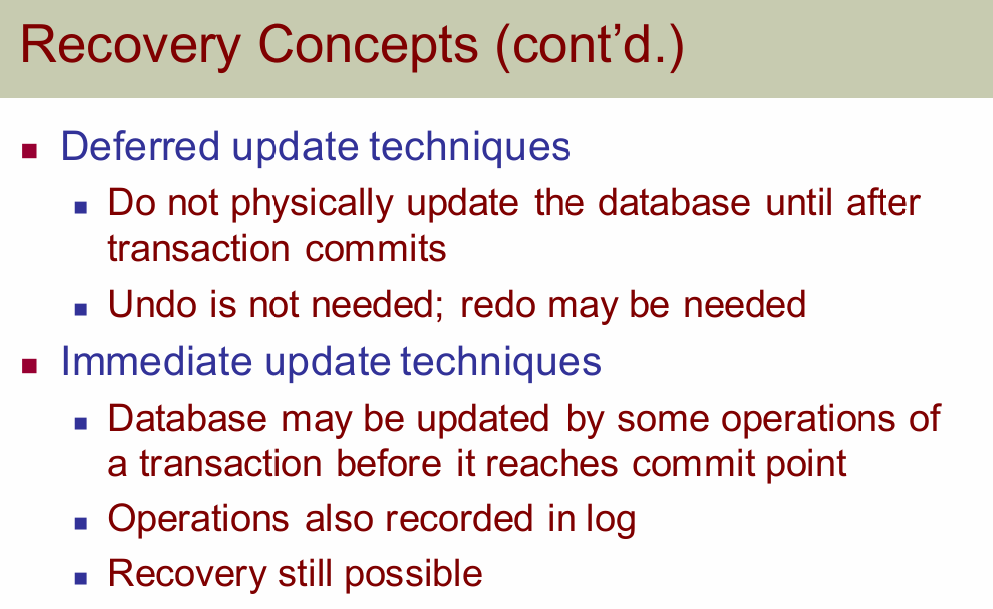 Recovery Concepts (cont’d.)
Deferred update techniques
Do not physically update the database until after
transaction commits
Undo is not needed; redo may be needed
Immediate update techniques
Database may be updated by some operations of
a transaction before it reaches commit point
Operations also recorded in log
Recovery still possible